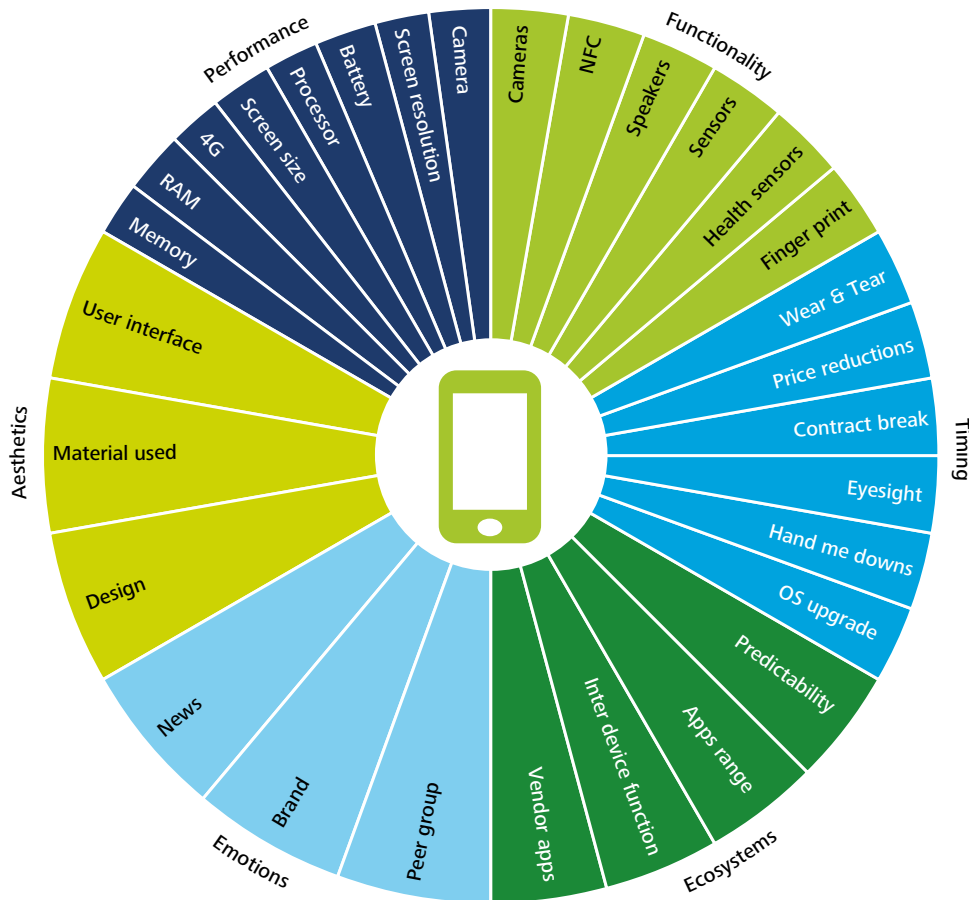 Performance
Memory
RAM
4G
Screen size
Processor
Battery
Screen resolution
Camera
Functionality
Cameras
NFC
Speakers
Sensors
Health sensors
Finger print
Timing
Wear & Tear
Price reductions
Contract break
Eyesight
Hand me downs
OS upgrade
Ecosystems
Predictability
Apps range
Inter device function
Vendor apps
Emotions
Peer group
Brand
News
Aesthetics
Design
Material used
User interface